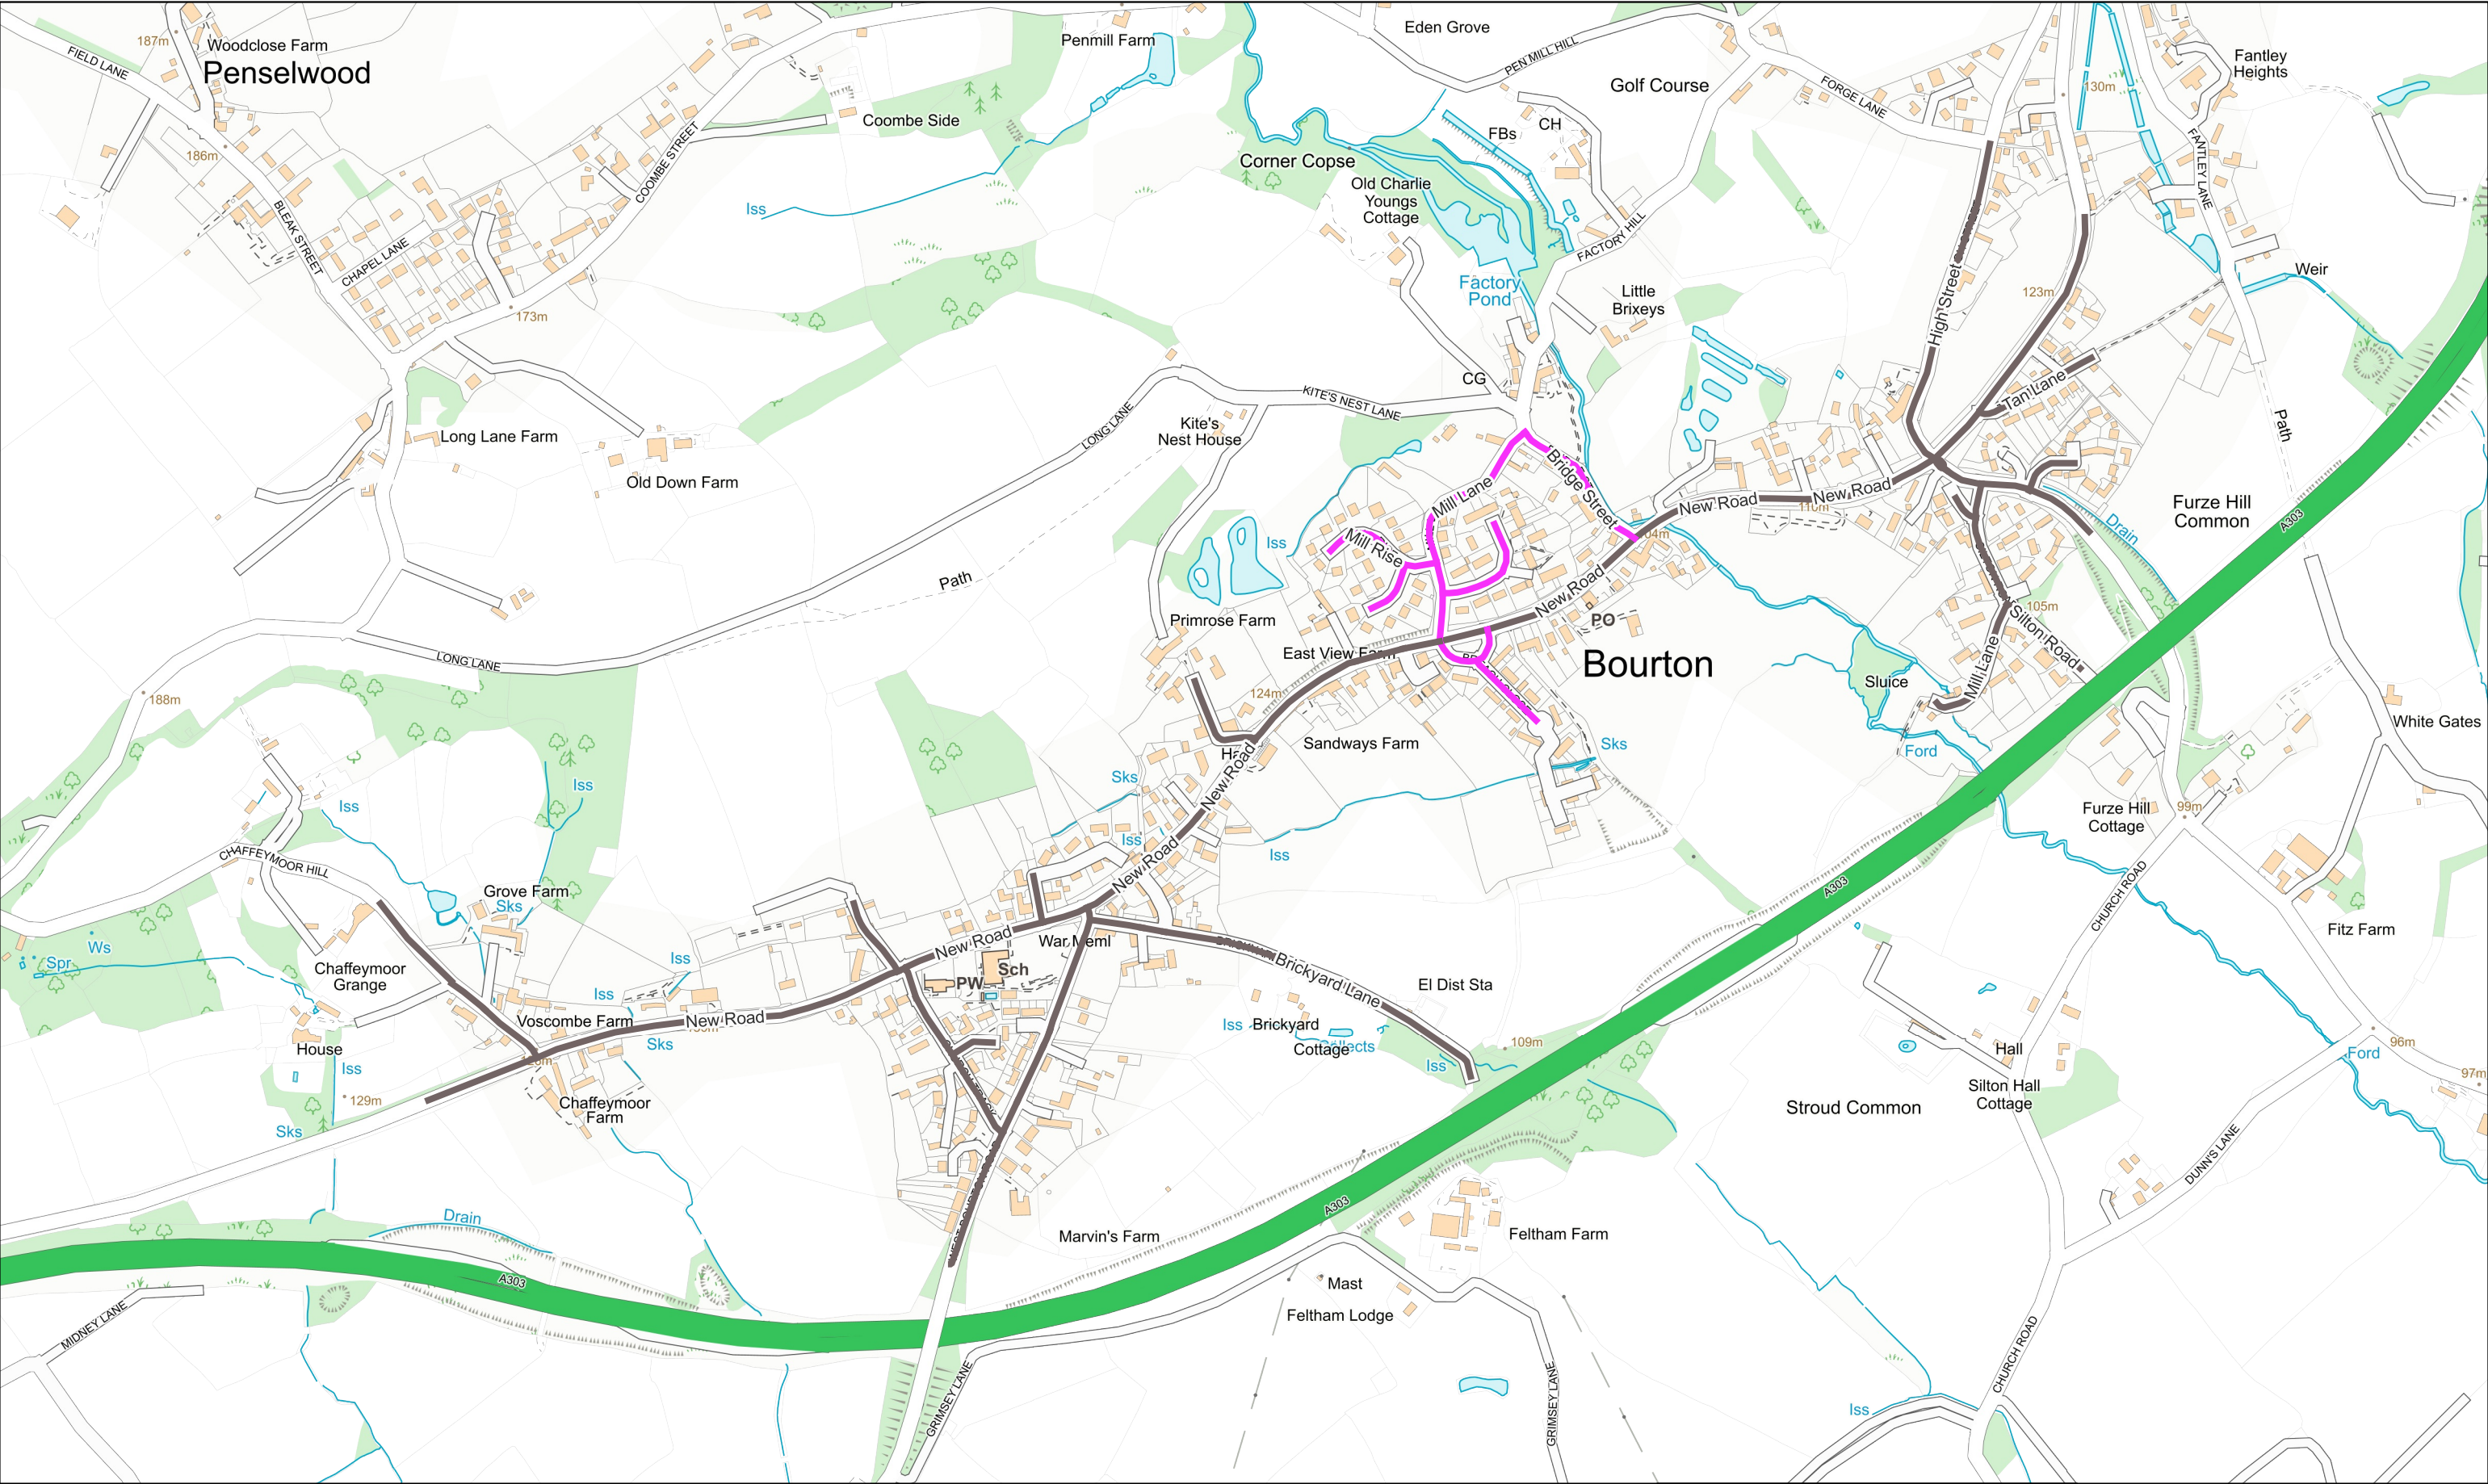 187m
Woodclose Farm
FIELD LANE
Penselwood
Penmill Farm
Eden Grove
PEN MILL HILL
Golf Course
FORGE LANE
130m
Fantley
Heights
186m
COOMBE STREET
Coombe Side
FBs
CH
Corner Copse
Old Charlie
Youngs
Cottage
FANTLEY LANE
Iss
BLEAK STREET
CHAPEL LANE
FACTORY HILL
High Street
Factory
Pond
Little
Brixeys
123m
Weir
173m
CG
Tan Lane
KITE'S NEST LANE
LONG LANE
Kite's
Nest House
Path
Long Lane Farm
Old Down Farm
Bridge Street
Mill Lane
New Road
New Road
110m
Furze Hill
Common
A303
Drain
Iss
Mill Rise
104m
Path
New Road
PO
105m
Silton Road
Primrose Farm
East View Farm
Bourton
LONG LANE
188m
124m
Sluice
Mill Lane
White Gates
Sandways Farm
Sks
Ford
Ha
New Road
Sks
Iss
Iss
Iss
Iss
New Road
Furze Hill
Cottage
99m
CHAFFEYMOOR HILL
Grove Farm
Sks
A303
CHURCH ROAD
Fitz Farm
Ws
Spr
New Road
War Meml
Sch
PW
Brickyard Lane
El Dist Sta
Chaffeymoor
Grange
Iss
Iss
Voscombe Farm
New Road
Sks
Iss
Brickyard
Cottage
Collects
Iss
109m
House
Iss
129m
Hall
Silton Hall
Cottage
Ford
96m
97m
Chaffeymoor
Farm
Sks
Stroud Common
DUNN'S LANE
Drain
WEST BOURTON ROAD
A303
Marvin's Farm
Feltham Farm
A303
Mast
Feltham Lodge
MIDNEY LANE
GRIMSEY LANE
GRIMSEY LANE
CHURCH ROAD
Iss